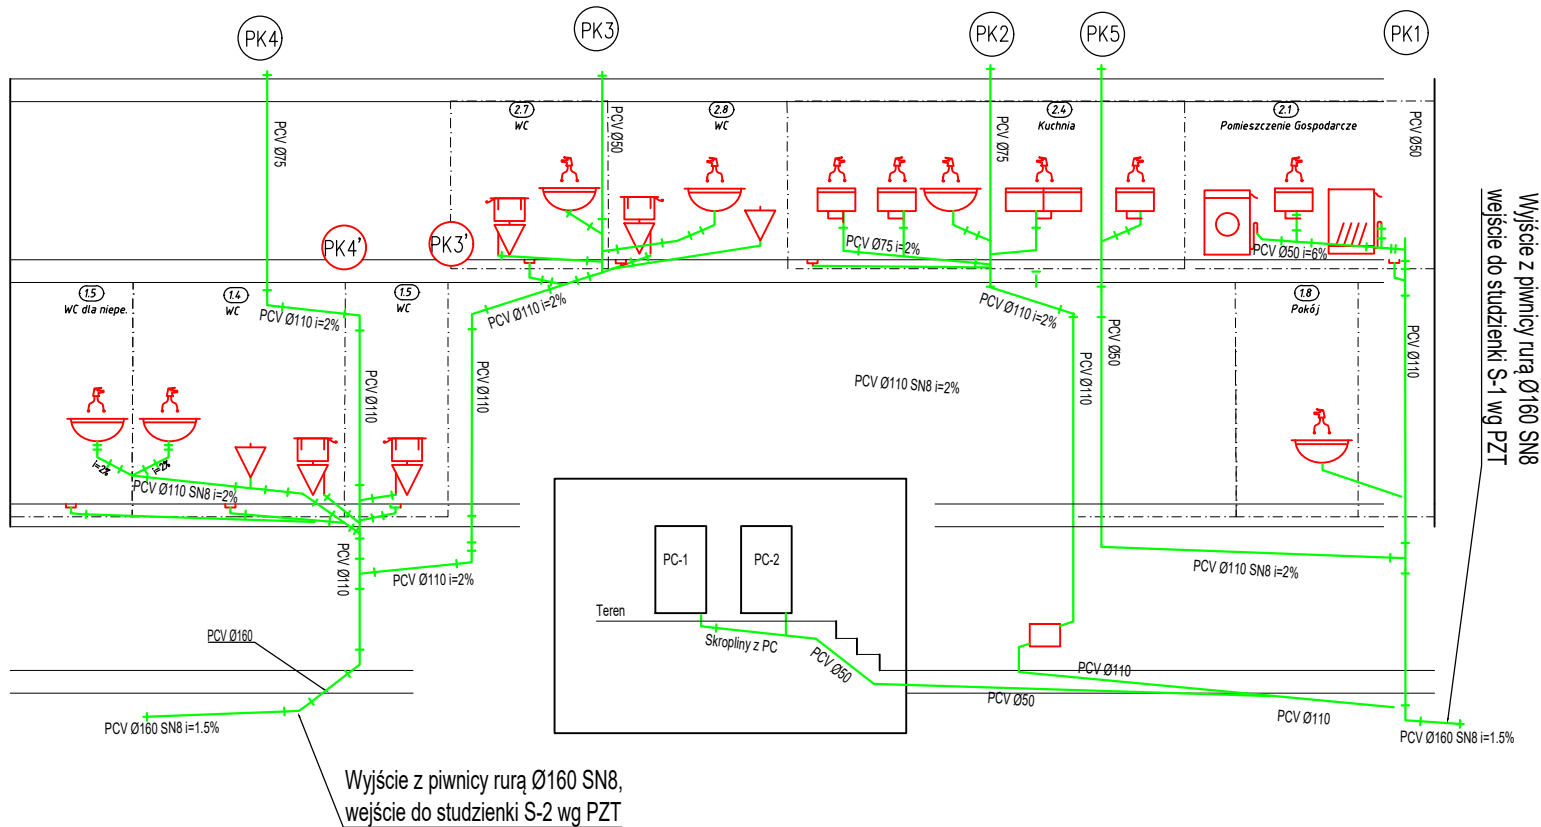 PK4
PK3
PK2
PK5
PK1
2.7
WC
2.8
WC
2.4
Kuchnia
2.1
Pomieszczenie Gospodarcze
PCV Ø75
PCV Ø50
PCV Ø75
PCV Ø50
PK4'
PK3'
PCV Ø75 i=2%
PCV Ø50 i=6%
1.5
WC dla niepe.
1.4
WC
1.5
WC
1.8
Pokój
PCV Ø110 i=2%
PCV Ø110 i=2%
PCV Ø110 i=2%
PCV Ø110
PCV Ø110
PCV Ø110
PCV Ø50
PCV Ø110
PCV Ø110 SN8 i=2%
i=2%
i=2%
PCV Ø110 SN8 i=2%
PCV Ø110
PCV Ø110 i=2%
PCV Ø110 SN8 i=2%
PC-1
PC-2
Teren
Skropliny z PC
PCV Ø50
PCV Ø160
PCV Ø110
PCV Ø50
PCV Ø110
PCV Ø160 SN8 i=1.5%
PCV Ø160 SN8 i=1.5%
Wyjście z piwnicy rurą Ø160 SN8,
wejście do studzienki S-2 wg PZT
Wyjście z piwnicy rurą Ø160 SN8
wejście do studzienki S-1 wg PZT